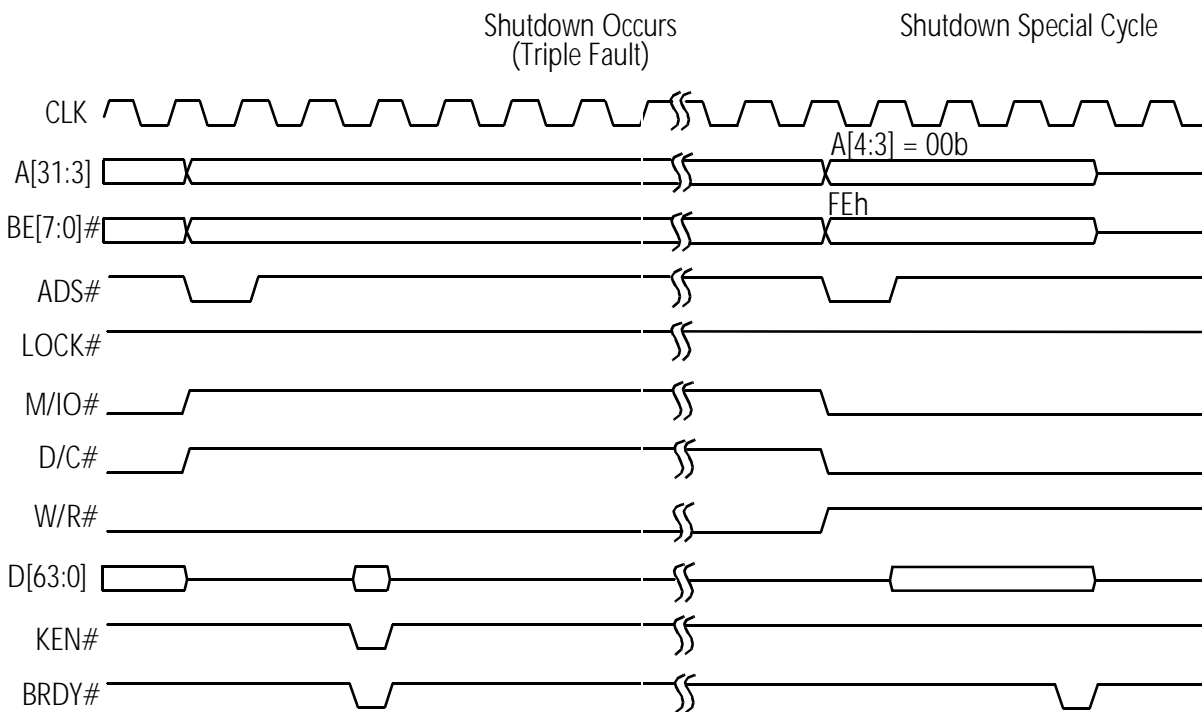 Shutdown Occurs
(Triple Fault)
Shutdown Special Cycle
CLK
A[4:3] = 00b
A[31:3]
FEh
BE[7:0]#
ADS#
LOCK#
M/IO#
D/C#
W/R#
D[63:0]
KEN#
BRDY#